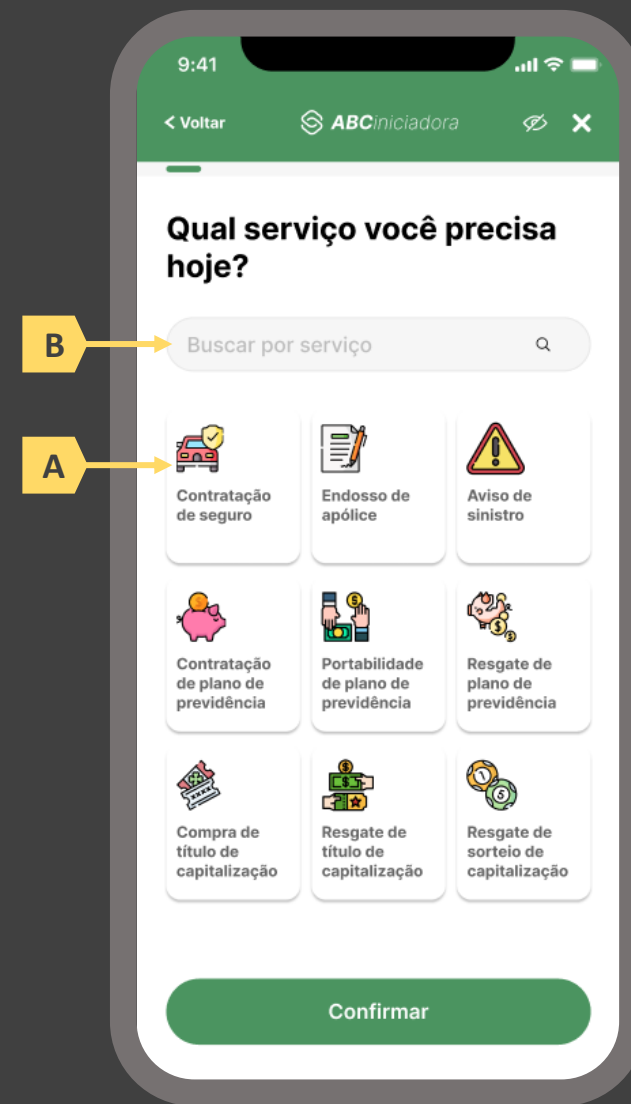 9:41
< Voltar
ABCiniciadora
Qual serviço você precisa
hoje?
B
Buscar por serviço
A
Contratação
de seguro
Endosso de
apólice
Aviso de
sinistro
Contratação
de plano de
previdência
Portabilidade
de plano de
previdência
Resgate de
plano de
previdência
Compra de
título de
capitalização
Resgate de
título de
capitalização
Resgate de
sorteio de
capitalização
Confirmar